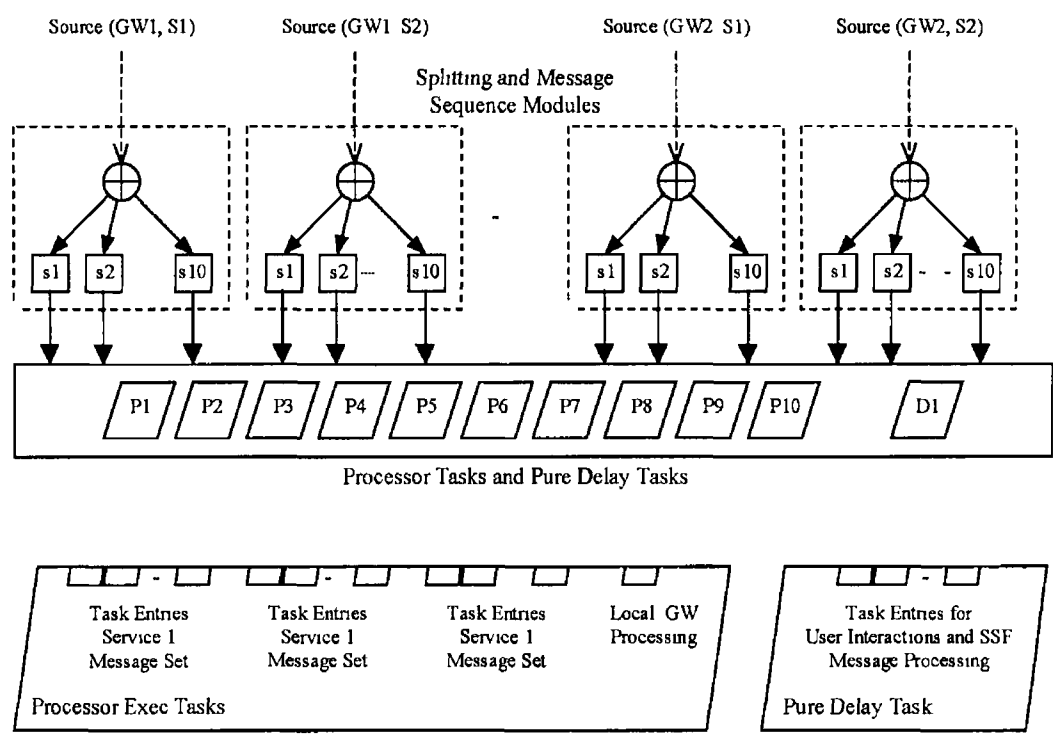 Source (GW1, S1)
Source (GW1 S2)
Source (GW2 S1)
Source (GW2, S2)
Splitting and Message
Sequence Modules
s1
s2
s10
s1
s2
s10
s1
s2
s10
s1
s2
s10
P1
P2
P3
P4
P5
P6
P7
P8
P9
P10
D1
Processor Tasks and Pure Delay Tasks
Task Entries
Service 1
Message Set
Task Entries
Service 1
Message Set
Task Entries
Service 1
Message Set
Local GW
Processing
Processor Exec Tasks
Task Entries for
User Interactions and SSF
Message Processing
Pure Delay Task